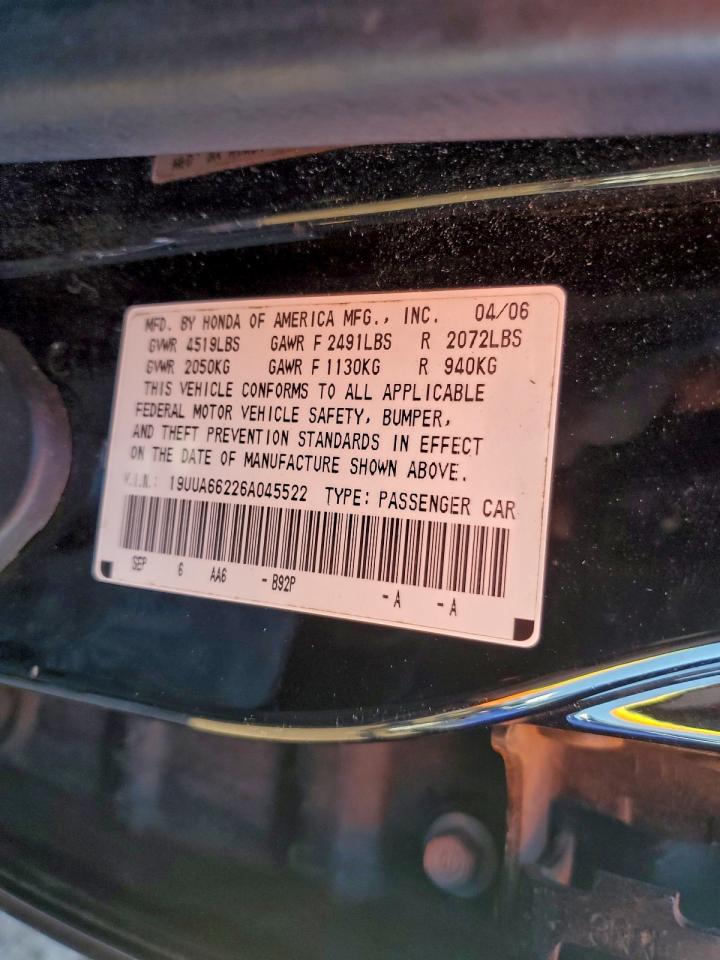 MFD. BY HONDA OF AMERICA MFG., INC. 04/06
GVWR 4519LBS GAWR F 2491LBS R 2072LBS
GVWR 2050KG GAWR F 1130KG R 940KG
THIS VEHICLE CONFORMS TO ALL APPLICABLE
FEDERAL MOTOR VEHICLE SAFETY, BUMPER,
AND THEFT PREVENTION STANDARDS IN EFFECT
ON THE DATE OF MANUFACTURE SHOWN ABOVE.
V.I.N.: 19UUA66226A045522 TYPE: PASSENGER CAR
SEP 6 AA6 -B92P -A -A